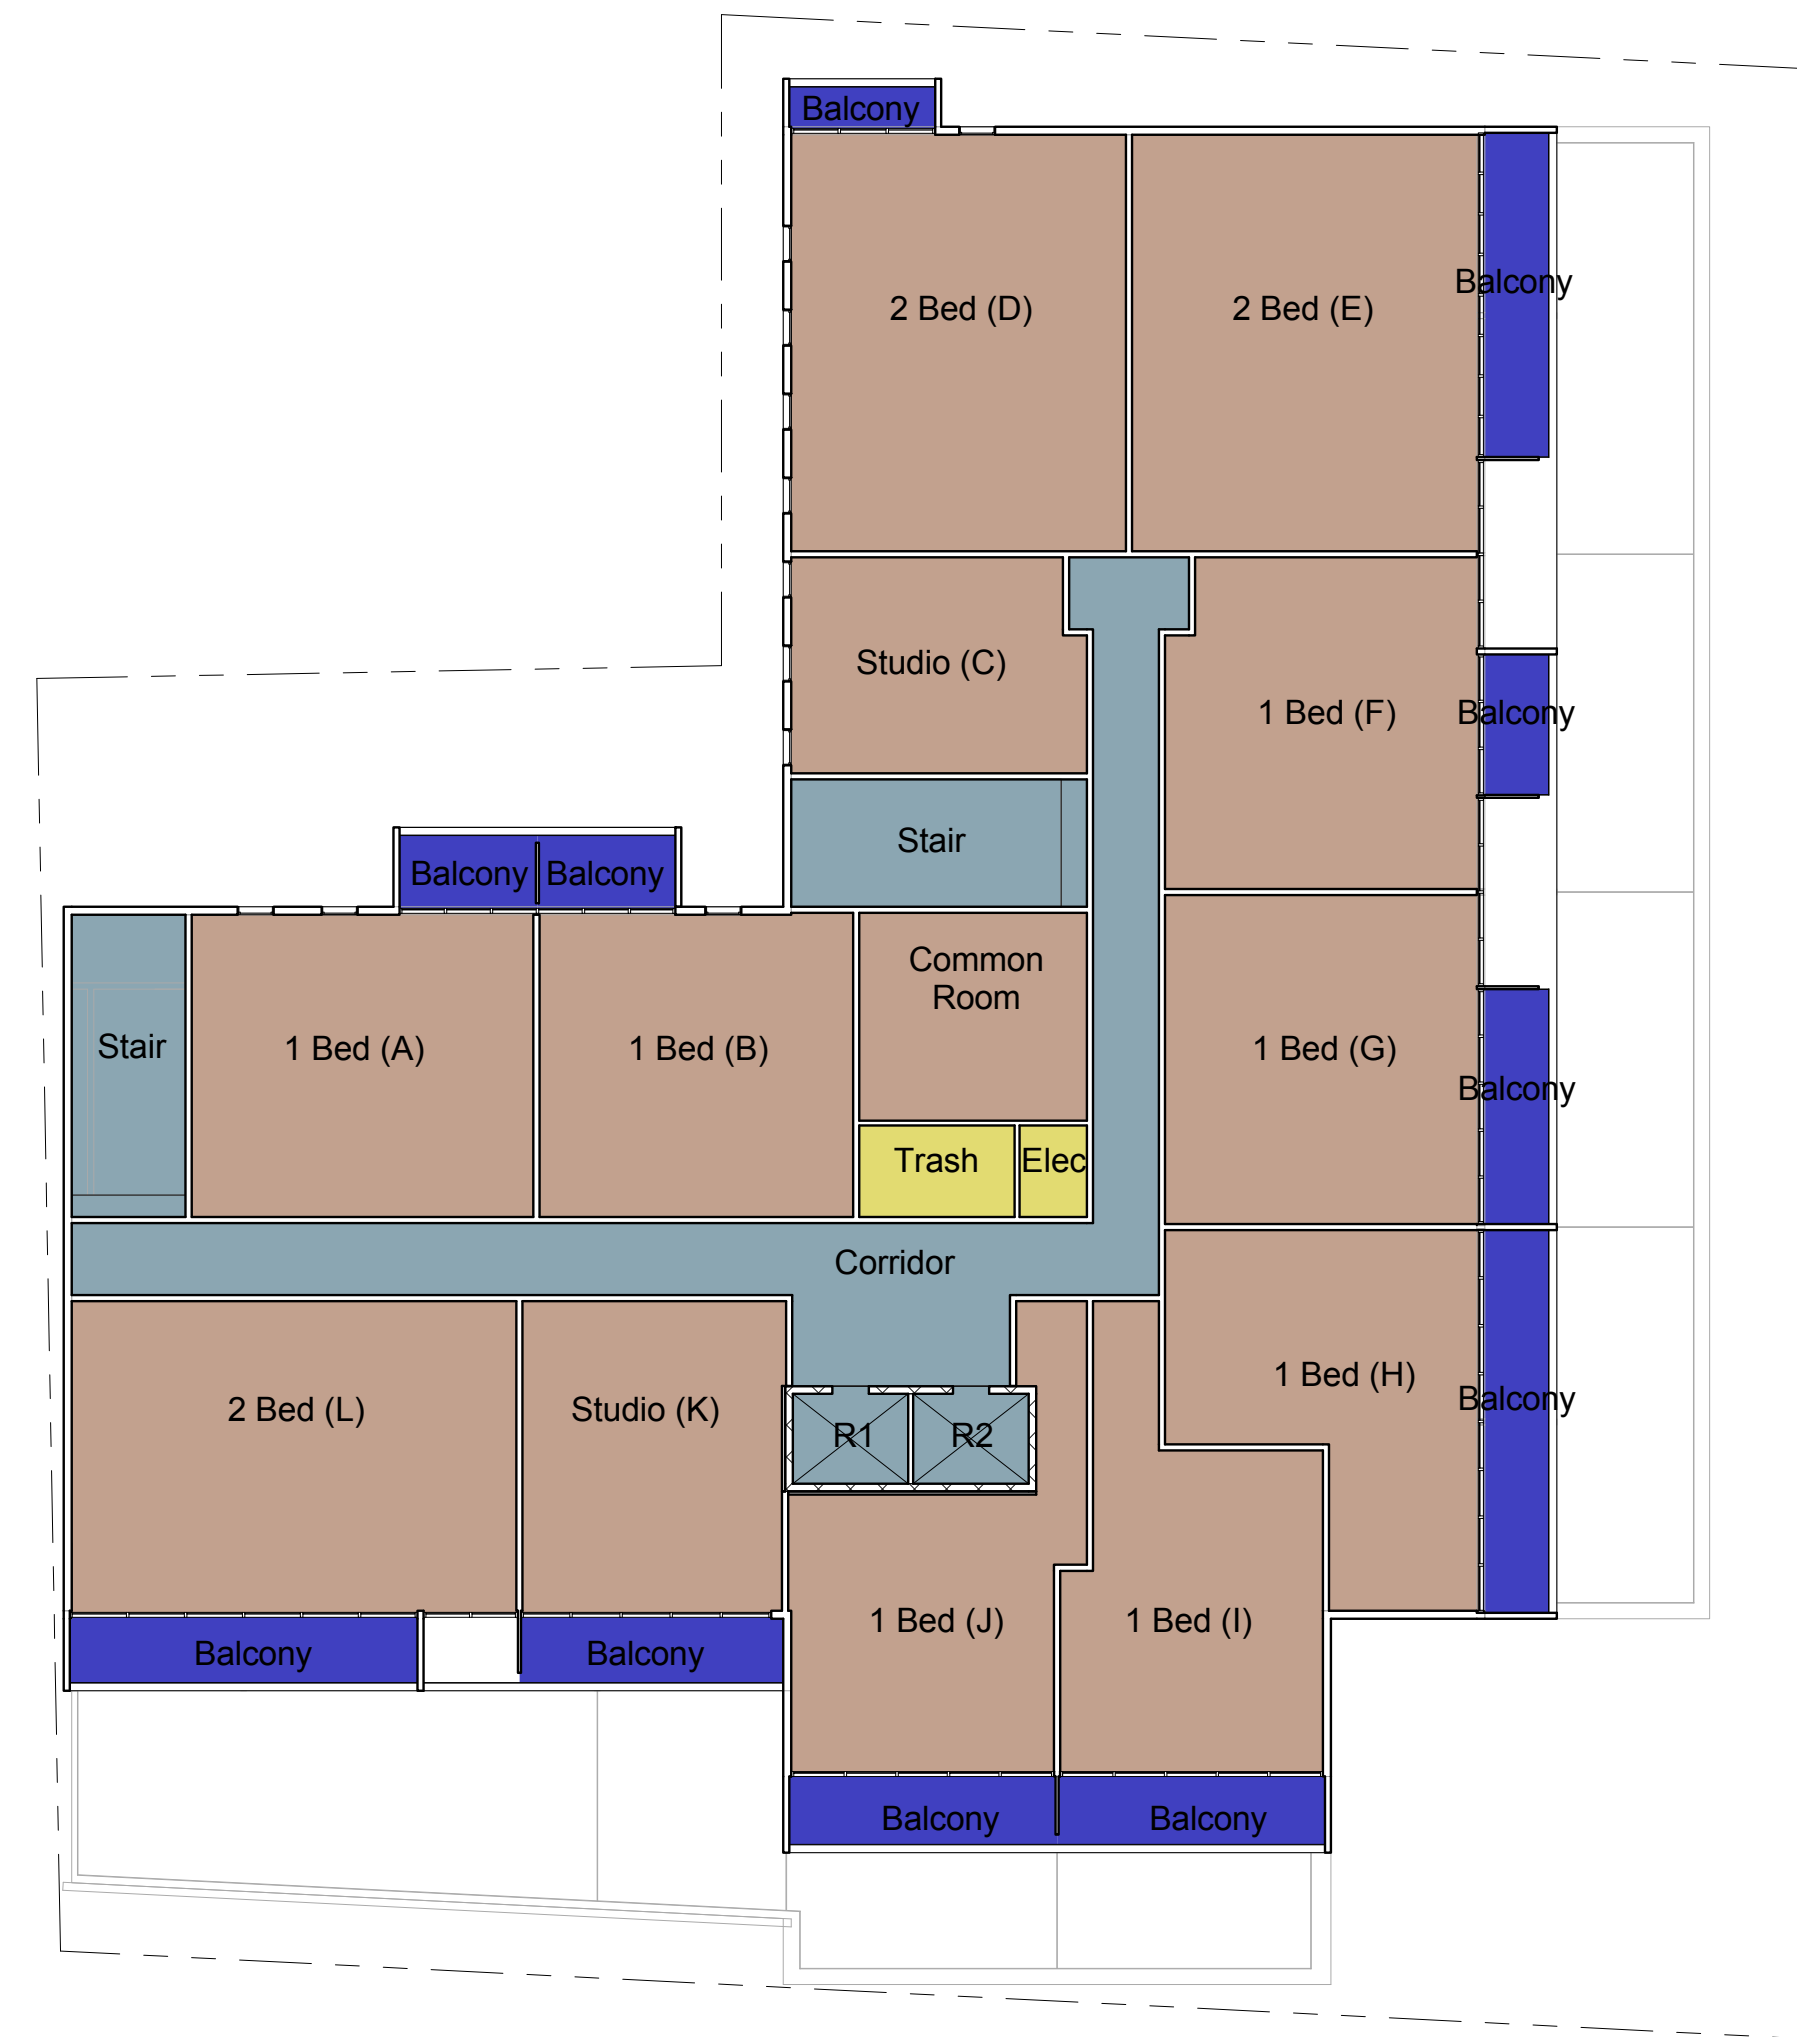 Balcony
2 Bed (D)
2 Bed (E)
Balcony
Studio (C)
1 Bed (F)
Balcony
Stair
Balcony
Balcony
Common
Room
Stair
1 Bed (A)
1 Bed (B)
1 Bed (G)
Balcony
Trash
Elec
Corridor
1 Bed (H)
Balcony
2 Bed (L)
Studio (K)
R1
R2
1 Bed (J)
1 Bed (I)
Balcony
Balcony
Balcony
Balcony